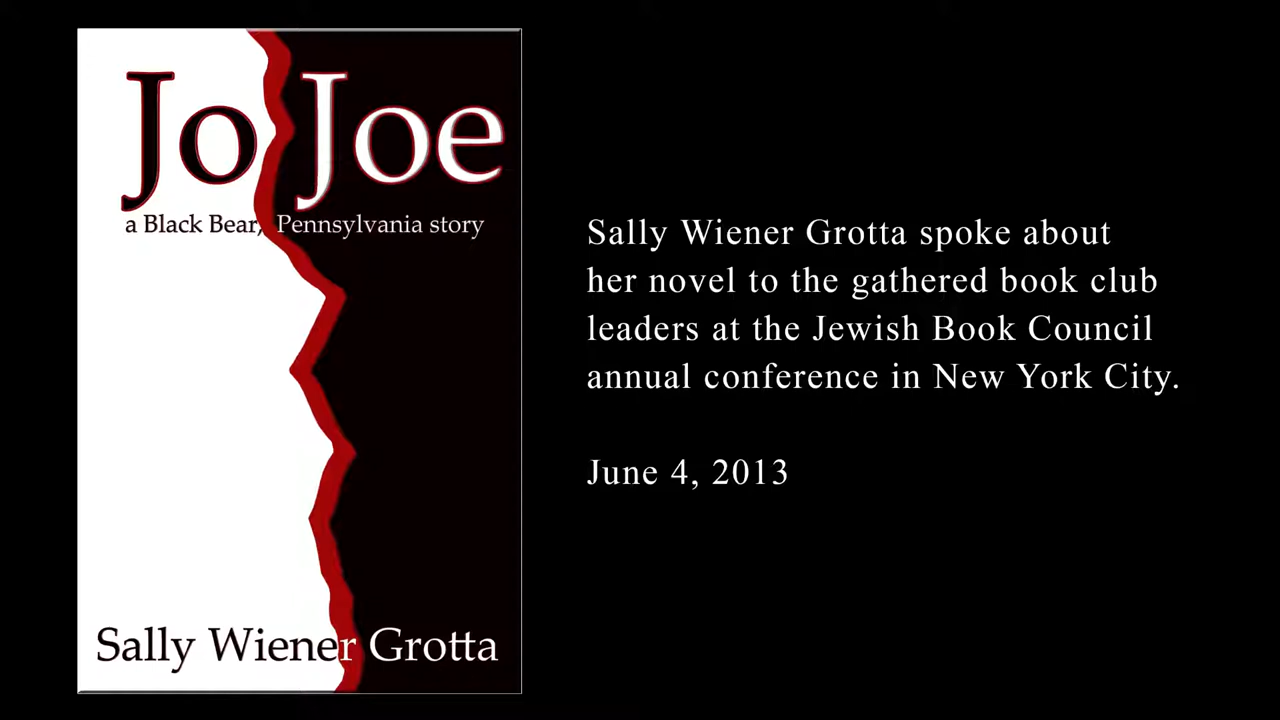 Jo Joe
a Black Bear, Pennsylvania story
Sally Wiener Grotta
Sally Wiener Grotta spoke about
her novel to the gathered book club
leaders at the Jewish Book Council
annual conference in New York City.
June 4, 2013